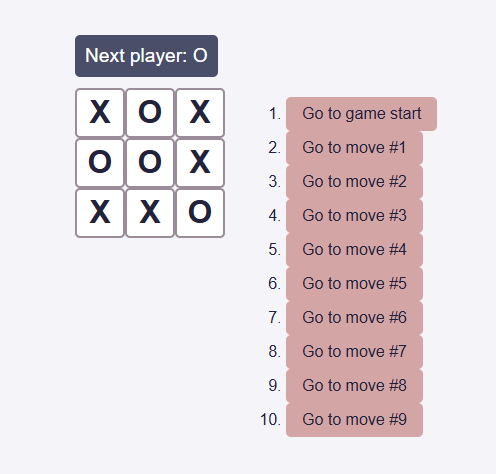 Next player: O
X O X
O O X
X X O
1. Go to game start
2. Go to move #1
3. Go to move #2
4. Go to move #3
5. Go to move #4
6. Go to move #5
7. Go to move #6
8. Go to move #7
9. Go to move #8
10. Go to move #9